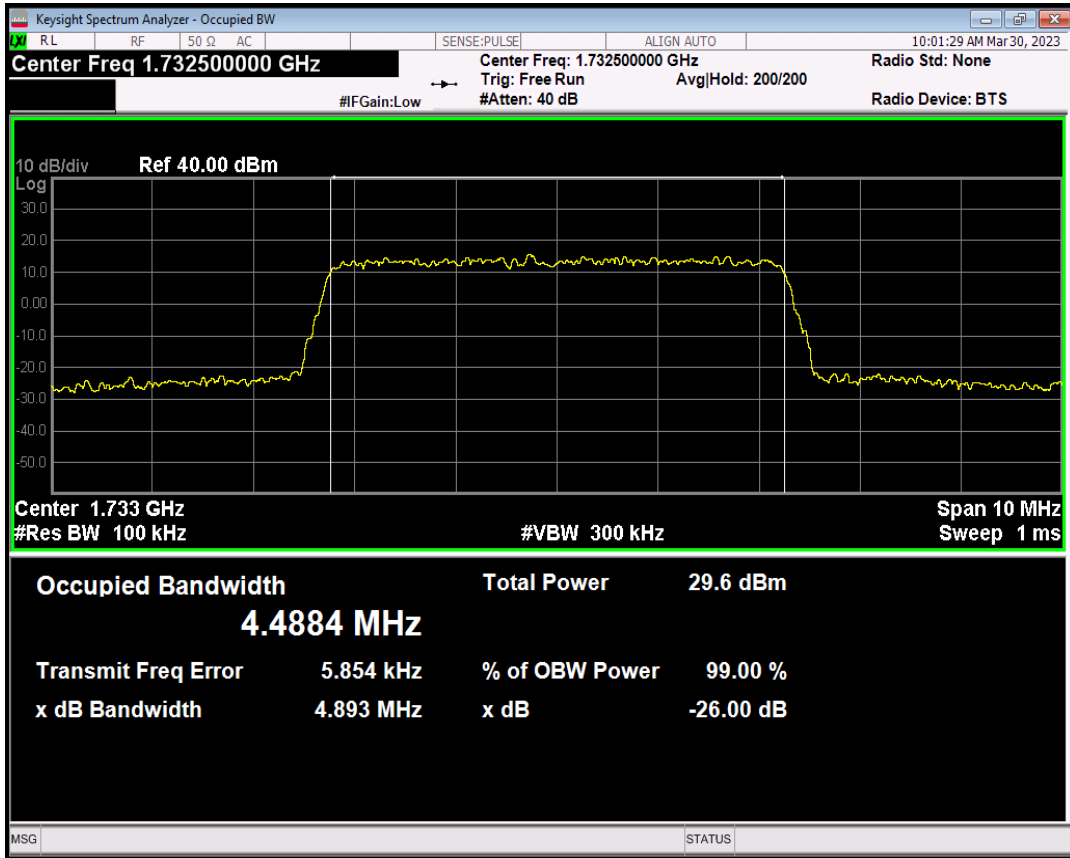 Keysight Spectrum Analyzer - Occupied BW
LXI RL RF 50 Ω AC SENSE:PULSE ALIGN AUTO 10:01:29 AM Mar 30, 2023
Center Freq 1.732500000 GHz Center Freq: 1.732500000 GHz Radio Std: None
Trig: Free Run Avg|Hold: 200/200
#IFGain:Low #Atten: 40 dB Radio Device: BTS
10 dB/div Ref 40.00 dBm
Log
30.0
20.0
10.0
0.00
-10.0
-20.0
-30.0
-40.0
-50.0
Center 1.733 GHz Span 10 MHz
#Res BW 100 kHz #VBW 300 kHz Sweep 1 ms
Occupied Bandwidth Total Power 29.6 dBm
4.4884 MHz
Transmit Freq Error 5.854 kHz % of OBW Power 99.00 %
x dB Bandwidth 4.893 MHz x dB -26.00 dB
MSG STATUS